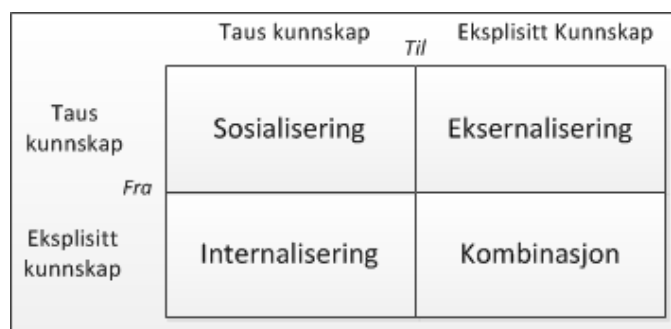 Taus kunnskap
Til
Eksplisitt Kunnskap
Taus
kunnskap
Sosialisering
Eksernalisering
Fra
Eksplisitt
kunnskap
Internalisering
Kombinasjon